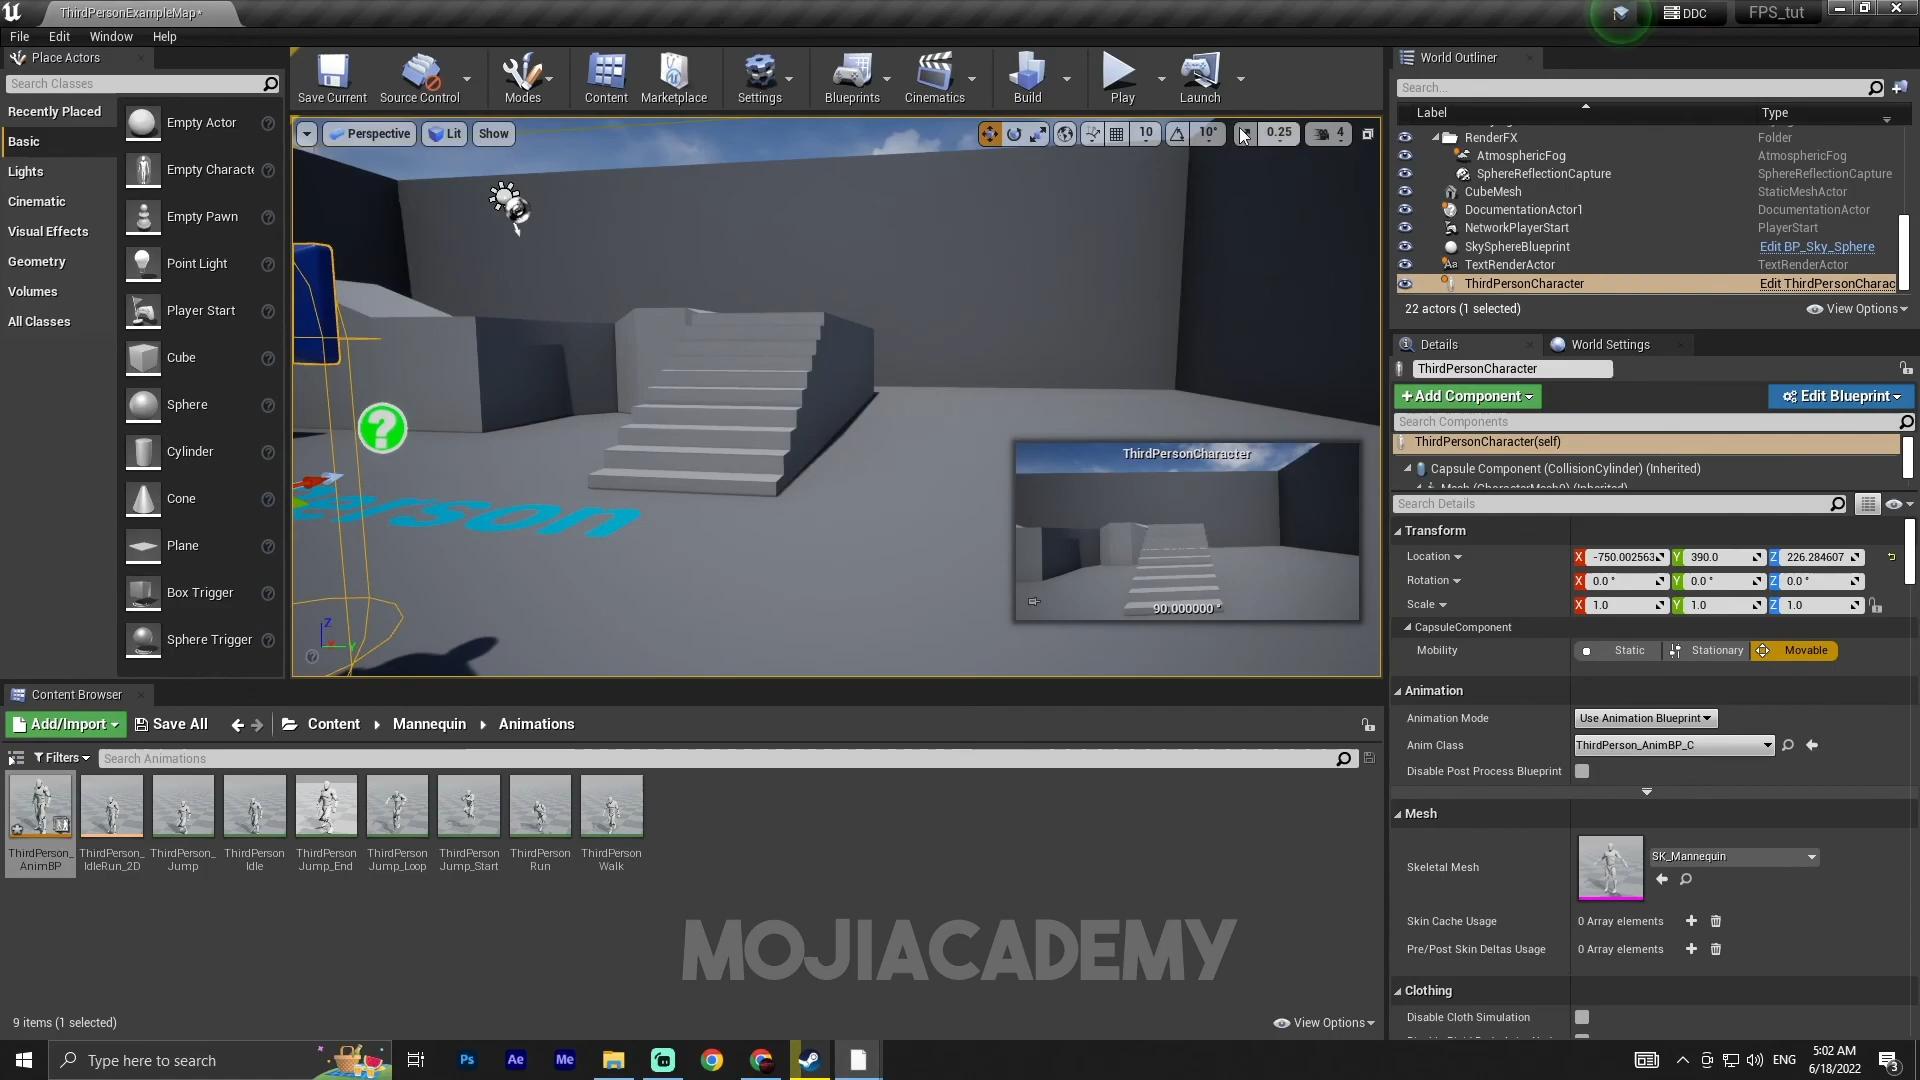 ThirdPersonExampleMap*
DDC
FPS_tut
File Edit Window Help
Place Actors
Search Classes
Recently Placed
Basic
Lights
Cinematic
Visual Effects
Geometry
Volumes
All Classes
Empty Actor
Empty Characte
Empty Pawn
Point Light
Player Start
Cube
Sphere
Cylinder
Cone
Plane
Box Trigger
Sphere Trigger
Save Current
Source Control
Modes
Content
Marketplace
Settings
Blueprints
Cinematics
Build
Play
Launch
Perspective
Lit
Show
10
10°
0.25
4
erson
Z
Y
ThirdPersonCharacter
90.000000 °
World Outliner
Search...
Label Type
RenderFX Folder
AtmosphericFog AtmosphericFog
SphereReflectionCapture SphereReflectionCapture
CubeMesh StaticMeshActor
DocumentationActor1 DocumentationActor
NetworkPlayerStart PlayerStart
SkySphereBlueprint Edit BP_Sky_Sphere
TextRenderActor TextRenderActor
ThirdPersonCharacter Edit ThirdPersonCharac
22 actors (1 selected)
View Options
Details
World Settings
ThirdPersonCharacter
+Add Component
Edit Blueprint
Search Components
ThirdPersonCharacter(self)
Capsule Component (CollisionCylinder) (Inherited)
Mesh (CharacterMesh0) (Inherited)
Search Details
Transform
Location X -750.002563 Y 390.0 Z 226.284607
Rotation X 0.0 ° Y 0.0 ° Z 0.0 °
Scale X 1.0 Y 1.0 Z 1.0
CapsuleComponent
Mobility Static Stationary Movable
Animation
Animation Mode Use Animation Blueprint
Anim Class ThirdPerson_AnimBP_C
Disable Post Process Blueprint
Mesh
Skeletal Mesh SK_Mannequin
Skin Cache Usage 0 Array elements
Pre/Post Skin Deltas Usage 0 Array elements
Clothing
Disable Cloth Simulation
Content Browser
Add/Import
Save All
Content Mannequin Animations
Filters
Search Animations
ThirdPerson_
AnimBP
ThirdPerson_
IdleRun_2D
ThirdPerson_
Jump
ThirdPerson
Idle
ThirdPerson
Jump_End
ThirdPerson
Jump_Loop
ThirdPerson
Jump_Start
ThirdPerson
Run
ThirdPerson
Walk
MOJIACADEMY
9 items (1 selected)
View Options
Type here to search
Ps
Ae
Me
ENG
5:02 AM
6/18/2022
3